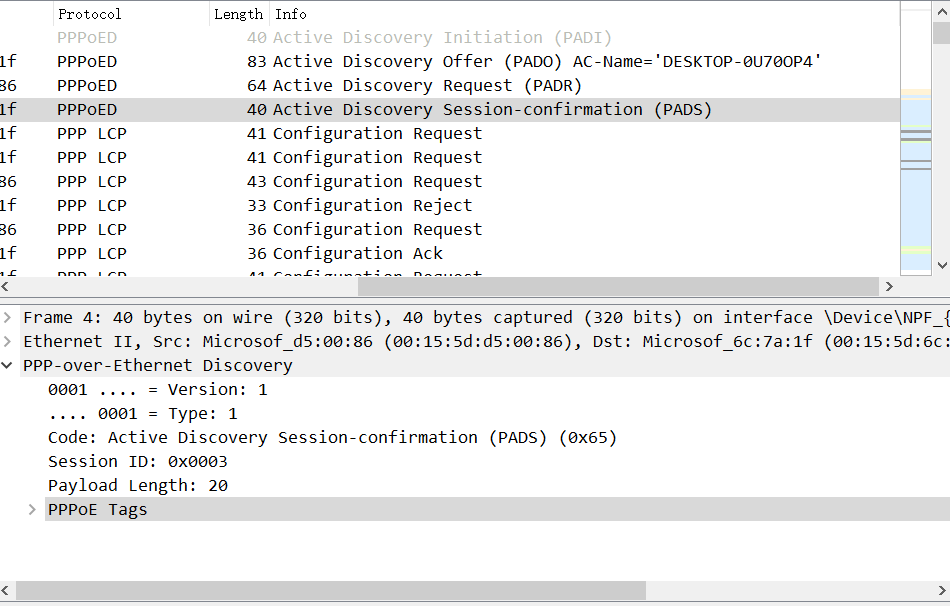 Protocol Length Info
PPPoED 40 Active Discovery Initiation (PADI)
1f PPPoED 83 Active Discovery Offer (PADO) AC-Name='DESKTOP-0U70OP4'
86 PPPoED 64 Active Discovery Request (PADR)
1f PPPoED 40 Active Discovery Session-confirmation (PADS)
1f PPP LCP 41 Configuration Request
1f PPP LCP 41 Configuration Request
86 PPP LCP 43 Configuration Request
1f PPP LCP 33 Configuration Reject
86 PPP LCP 36 Configuration Request
1f PPP LCP 36 Configuration Ack
1f PPP LCP 41 Configuration Request
Frame 4: 40 bytes on wire (320 bits), 40 bytes captured (320 bits) on interface \Device\NPF_{
Ethernet II, Src: Microsof_d5:00:86 (00:15:5d:d5:00:86), Dst: Microsof_6c:7a:1f (00:15:5d:6c:
PPP-over-Ethernet Discovery
0001 .... = Version: 1
.... 0001 = Type: 1
Code: Active Discovery Session-confirmation (PADS) (0x65)
Session ID: 0x0003
Payload Length: 20
PPPoE Tags